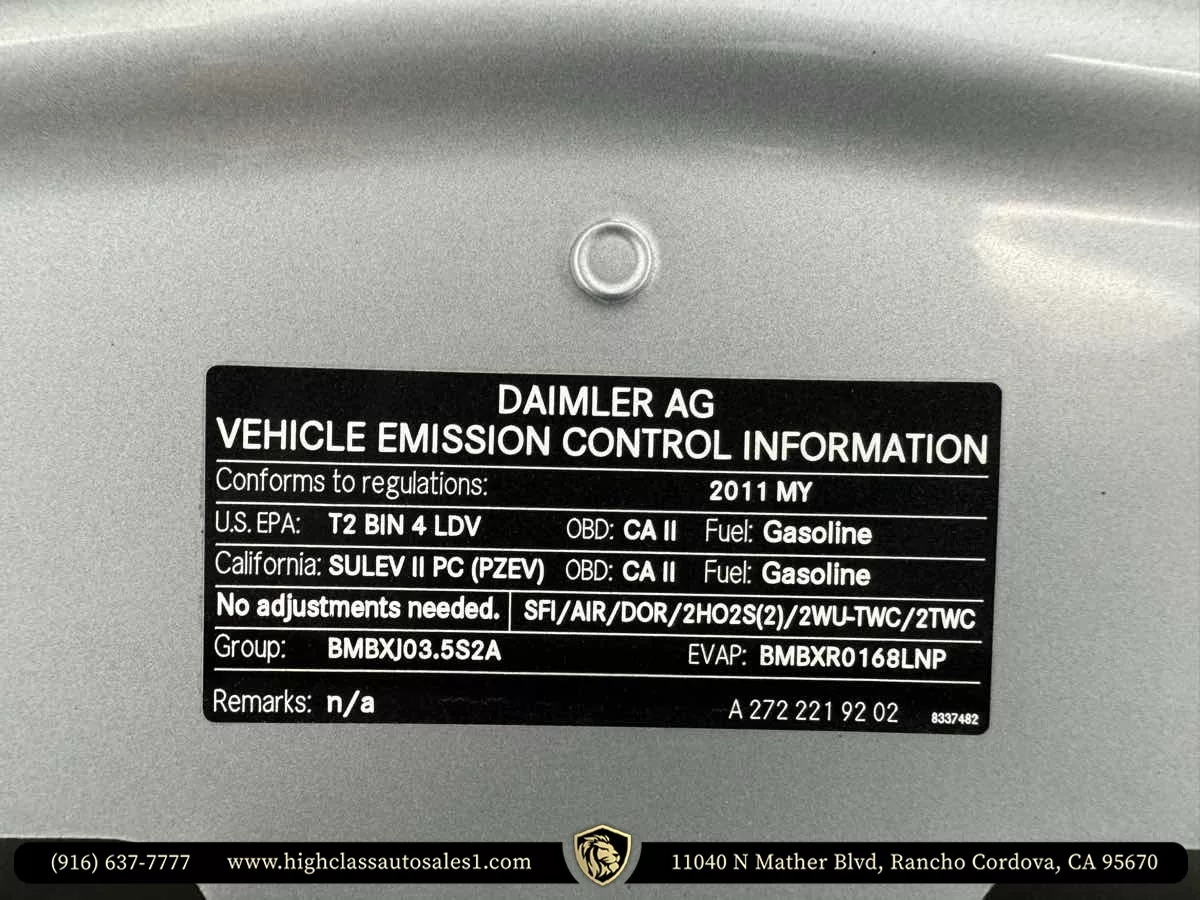 DAIMLER AG
VEHICLE EMISSION CONTROL INFORMATION
Conforms to regulations: 2011 MY
U.S. EPA: T2 BIN 4 LDV OBD: CA II Fuel: Gasoline
California: SULEV II PC (PZEV) OBD: CA II Fuel: Gasoline
No adjustments needed. SFI/AIR/DOR/2HO2S(2)/2WU-TWC/2TWC
Group: BMBXJ03.5S2A EVAP: BMBXR0168LNP
Remarks: n/a A 272 221 92 02 8337482
(916) 637-7777 www.highclassautosales1.com 11040 N Mather Blvd, Rancho Cordova, CA 95670